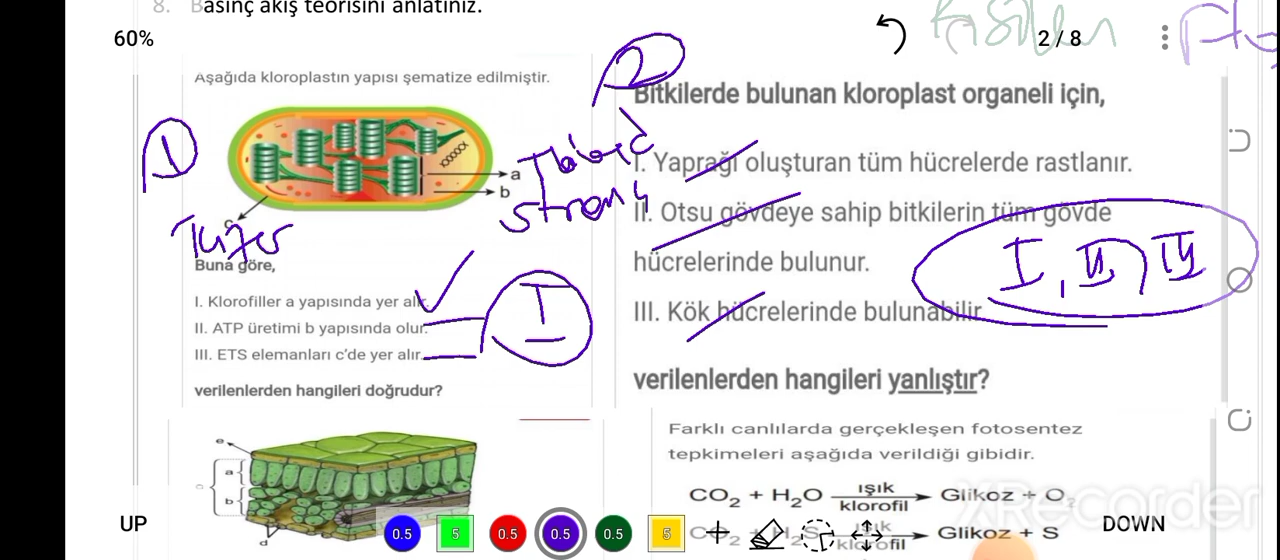 8. Basınç akış teorisini anlatınız.
60%
2 / 8
Aşağıda kloroplastın yapısı şematize edilmiştir.
1
a
b
c
Buna göre,
I. Klorofiller a yapısında yer alır.
II. ATP üretimi b yapısında olur.
III. ETS elemanları c'de yer alır.
I
verilenlerden hangileri doğrudur?
2
Bitkilerde bulunan kloroplast organeli için,
I. Yaprağı oluşturan tüm hücrelerde rastlanır.
II. Otsu gövdeye sahip bitkilerin tüm gövde
hücrelerinde bulunur.
III. Kök hücrelerinde bulunabilir
verilenlerden hangileri yanlıştır?
e
a
c
b
d
Farklı canlılarda gerçekleşen fotosentez
tepkimeleri aşağıda verildiği gibidir.
CO2 + H2O ışık klorofil Glikoz + O2
CO2 + H2S ışık klorofil Glikoz + S
UP
0.5
5
0.5
0.5
0.5
5
DOWN
XRecorder